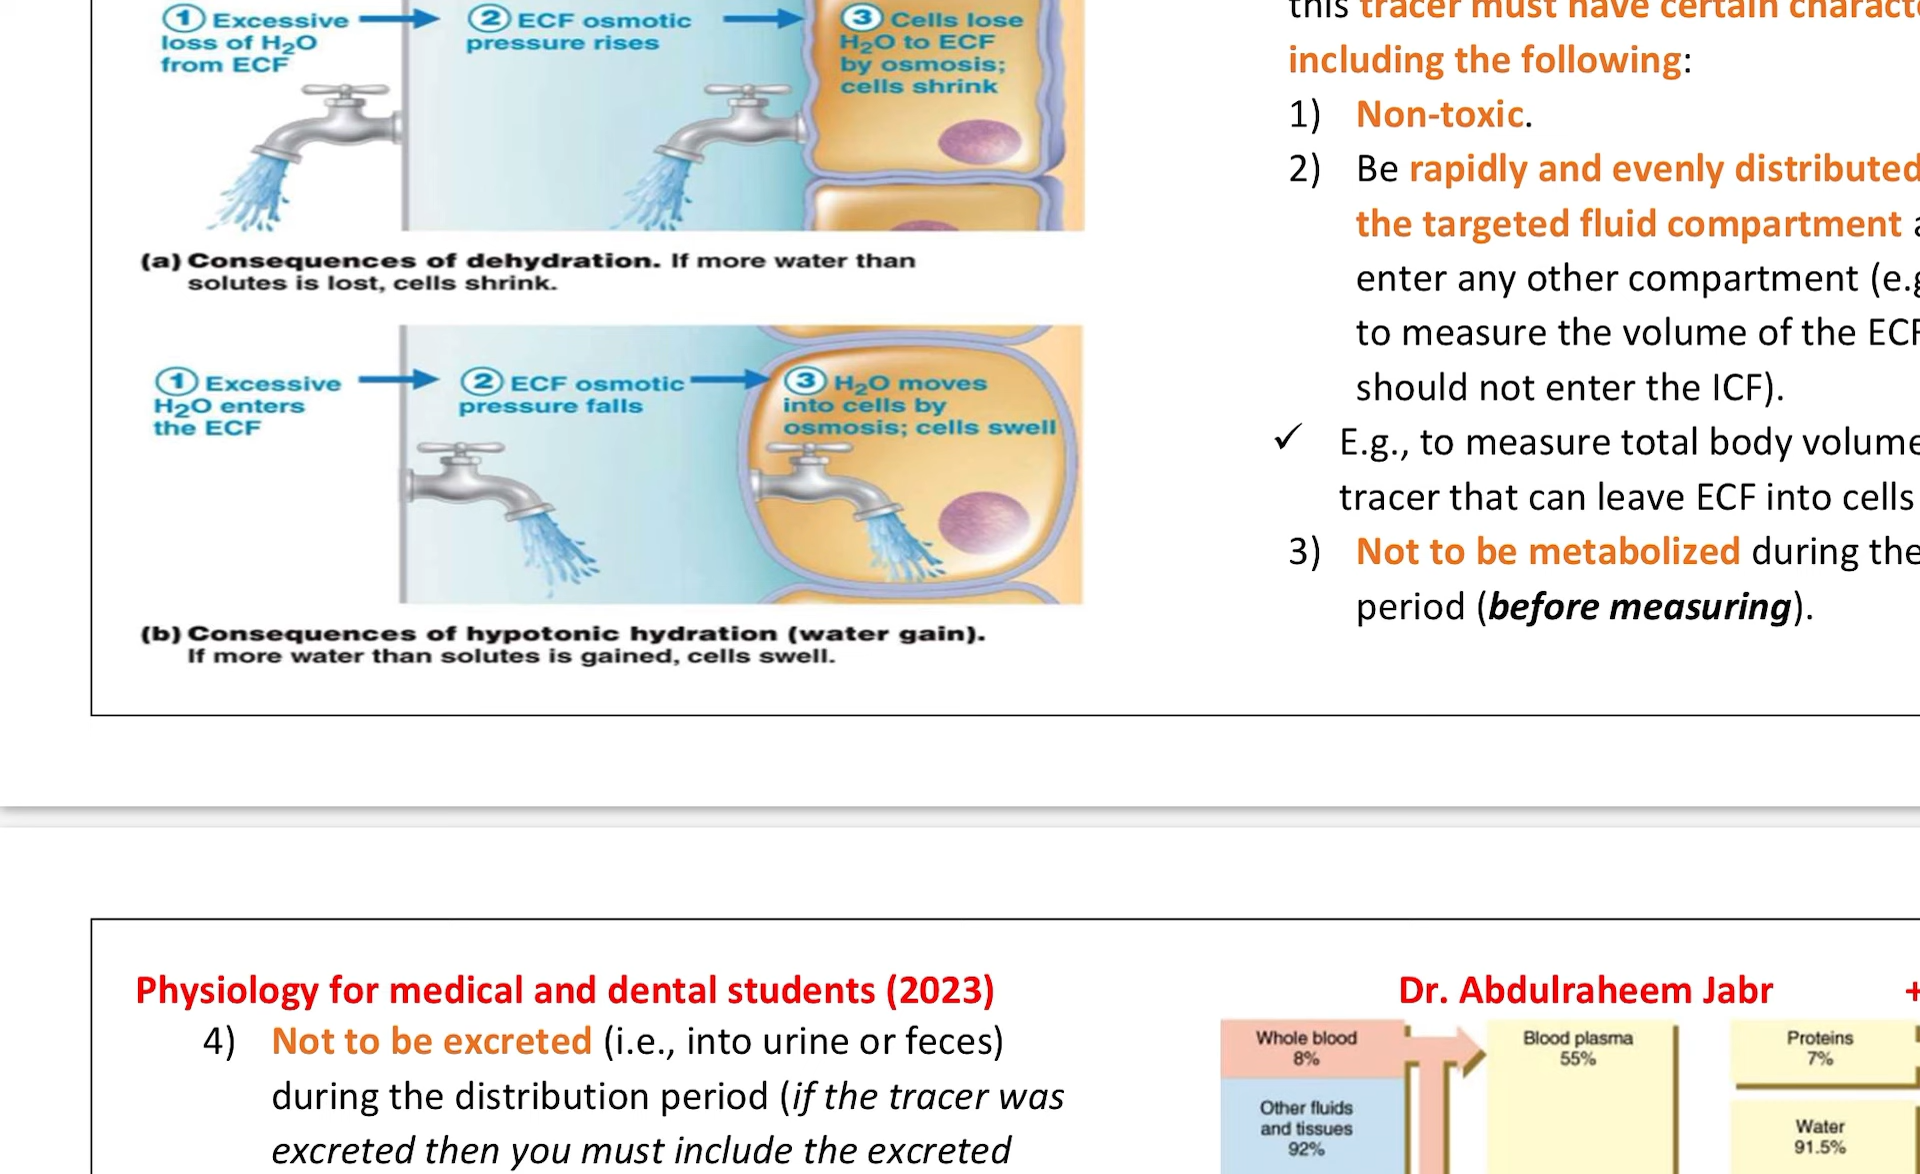 ① Excessive
loss of H₂O
from ECF
② ECF osmotic
pressure rises
③ Cells lose
H₂O to ECF
by osmosis;
cells shrink
(a) Consequences of dehydration. If more water than
solutes is lost, cells shrink.
① Excessive
H₂O enters
the ECF
② ECF osmotic
pressure falls
③ H₂O moves
into cells by
osmosis; cells swell
(b) Consequences of hypotonic hydration (water gain).
If more water than solutes is gained, cells swell.
this tracer must have certain
including the following:
1) Non-toxic.
2) Be rapidly and evenly distributed
the targeted fluid compartment
enter any other compartment (e.g
to measure the volume of the ECF
should not enter the ICF).
✓ E.g., to measure total body volume
tracer that can leave ECF into cells
3) Not to be metabolized during the
period (before measuring).
Physiology for medical and dental students (2023)
Dr. Abdulraheem Jabr
+
4) Not to be excreted (i.e., into urine or feces)
during the distribution period (if the tracer was
excreted then you must include the excreted
Whole blood
8%
Other fluids
and tissues
92%
Blood plasma
55%
Proteins
7%
Water
91.5%